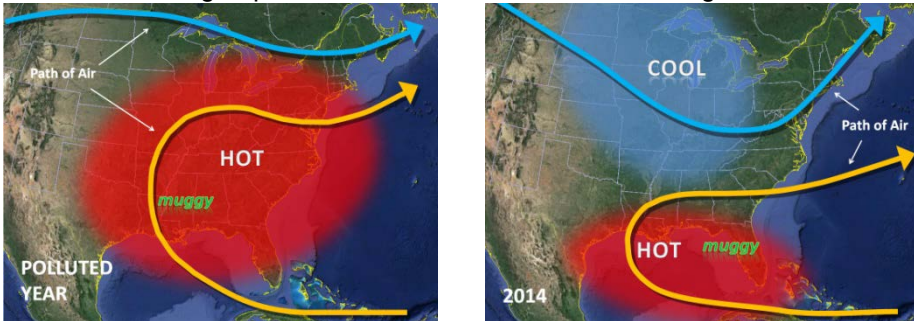 Path of Air
HOT
muggy
POLLUTED
YEAR
COOL
Path of Air
HOT
muggy
2014